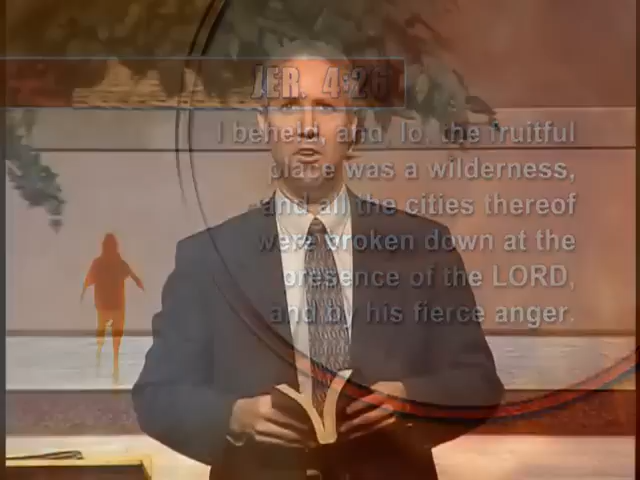 JER. 4:26
I beheld, and, lo, the fruitful
place was a wilderness,
and all the cities thereof
were broken down at the
presence of the LORD,
and by his fierce anger.